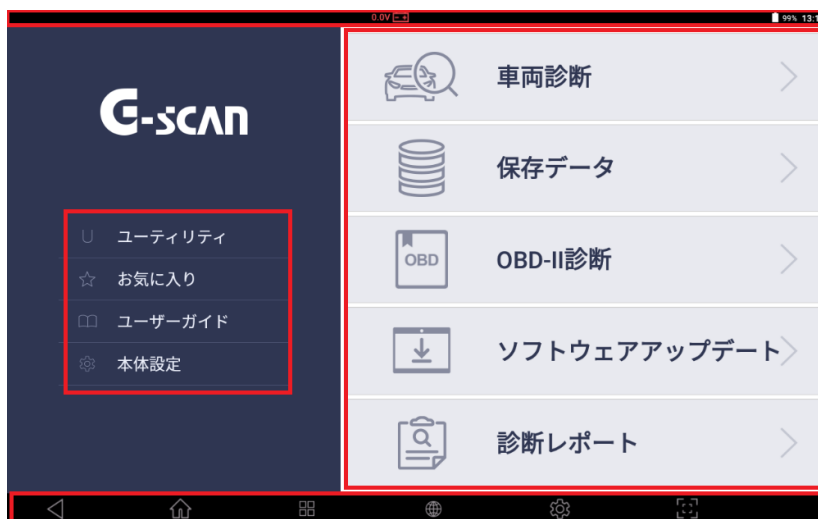 0.0V
99% 13:1
G-scan
ユーティリティ
お気に入り
ユーザーガイド
本体設定
車両診断
保存データ
OBD
OBD-II診断
ソフトウェアアップデート
診断レポート